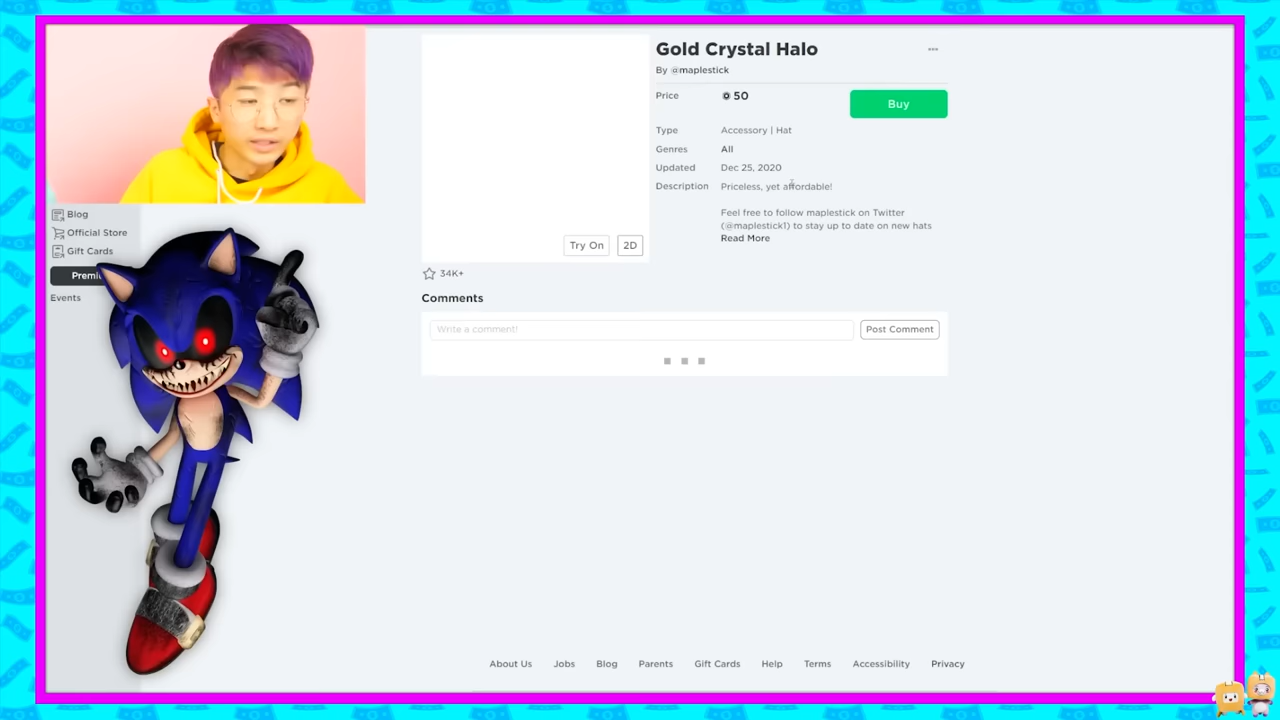 Gold Crystal Halo
By @maplestick
Price 50
Buy
Type Accessory | Hat
Genres All
Updated Dec 25, 2020
Description Priceless, yet affordable!
Feel free to follow maplestick on Twitter
(@maplestick1) to stay up to date on new hats
Read More
Try On 2D
34K+
Comments
Write a comment!
Post Comment
Blog
Official Store
Gift Cards
Events
About Us Jobs Blog Parents Gift Cards Help Terms Accessibility Privacy